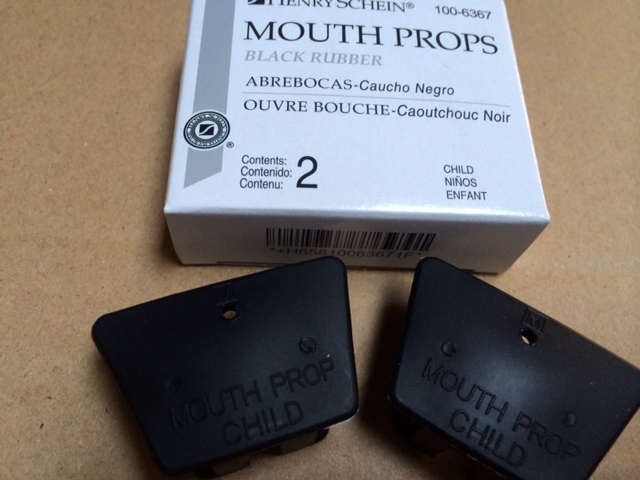 HENRY SCHEIN® 100-6367
MOUTH PROPS
BLACK RUBBER
ABREBOCAS-Caucho Negro
OUVRE BOUCHE-Caoutchouc Noir
®
Contents:
Contenido: 2
Contenu:
CHILD
NIÑOS
ENFANT
*+H65810063671F*
MOUTH PROP
CHILD
MOUTH PROP
CHILD